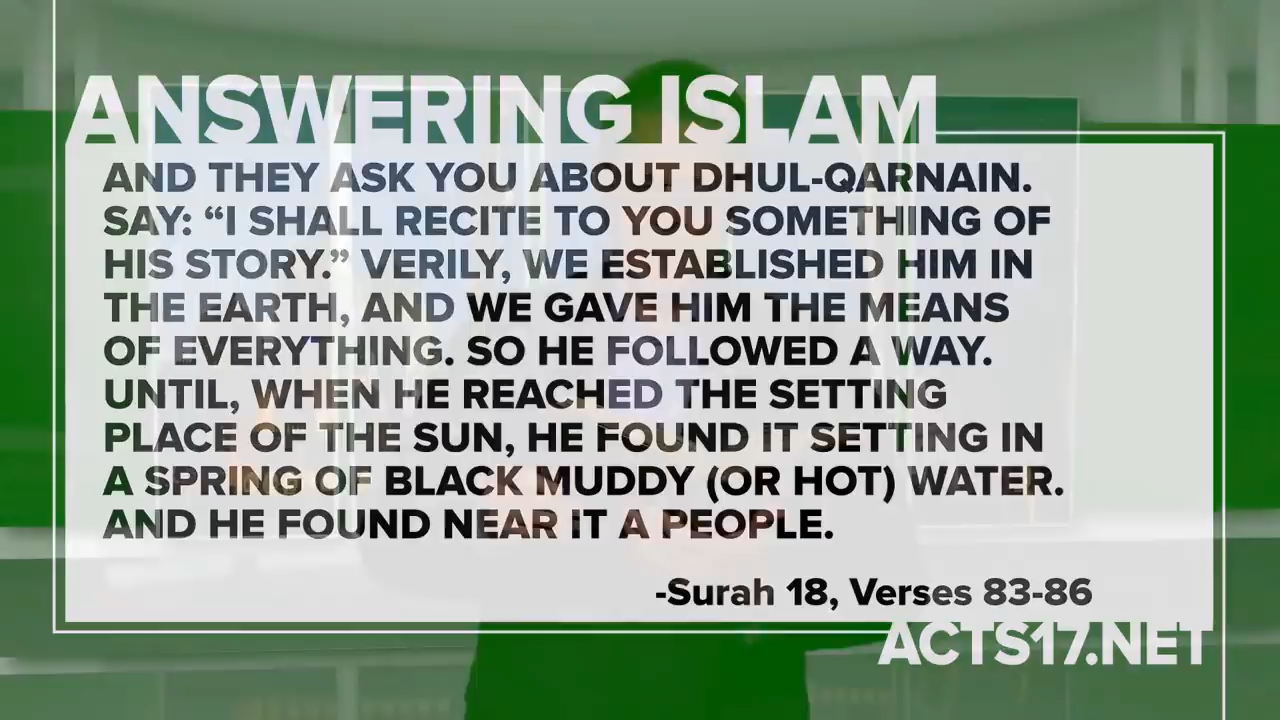 ANSWERING ISLAM
AND THEY ASK YOU ABOUT DHUL-QARNAIN.
SAY: “I SHALL RECITE TO YOU SOMETHING OF
HIS STORY.” VERILY, WE ESTABLISHED HIM IN
THE EARTH, AND WE GAVE HIM THE MEANS
OF EVERYTHING. SO HE FOLLOWED A WAY.
UNTIL, WHEN HE REACHED THE SETTING
PLACE OF THE SUN, HE FOUND IT SETTING IN
A SPRING OF BLACK MUDDY (OR HOT) WATER.
AND HE FOUND NEAR IT A PEOPLE.
-Surah 18, Verses 83-86
ACTS17.NET